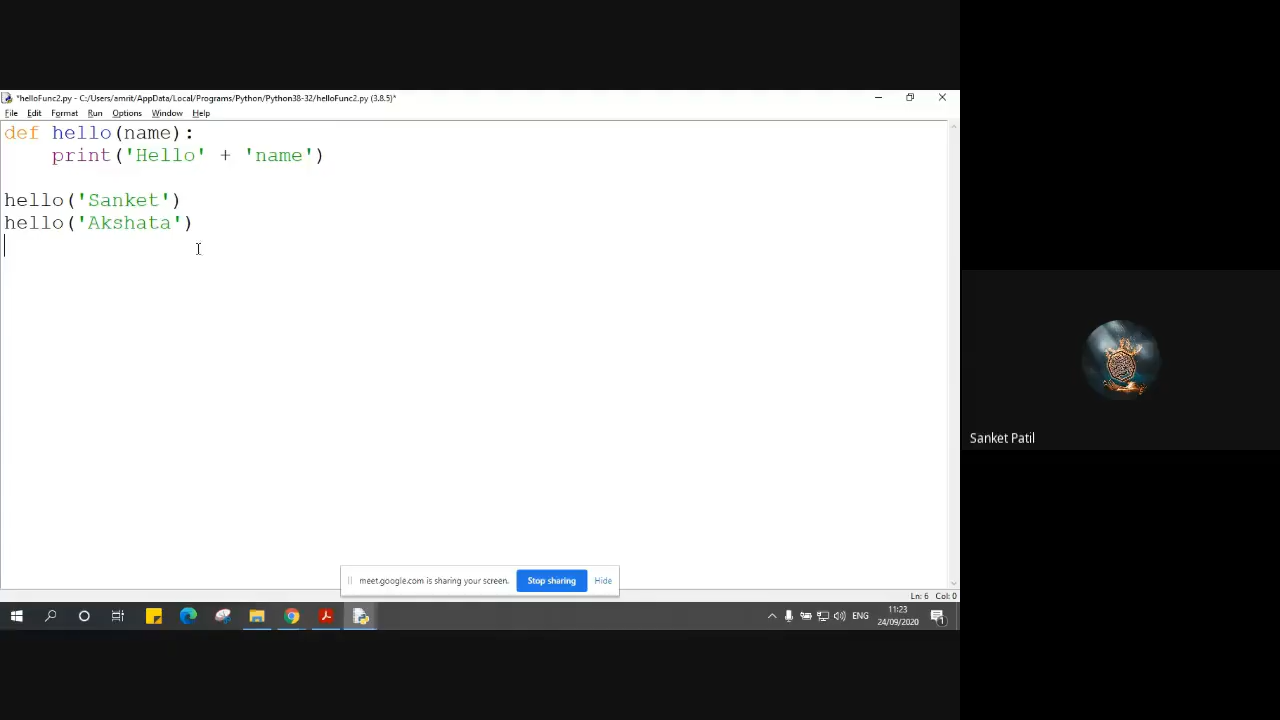 *helloFunc2.py - C:/Users/amrit/AppData/Local/Programs/Python/Python38-32/helloFunc2.py (3.8.5)*
File Edit Format Run Options Window Help
def hello(name):
    print('Hello' + 'name')
hello('Sanket')
hello('Akshata')
Sanket Patil
meet.google.com is sharing your screen. Stop sharing Hide
Ln: 6 Col: 0
ENG 11:23
24/09/2020
1